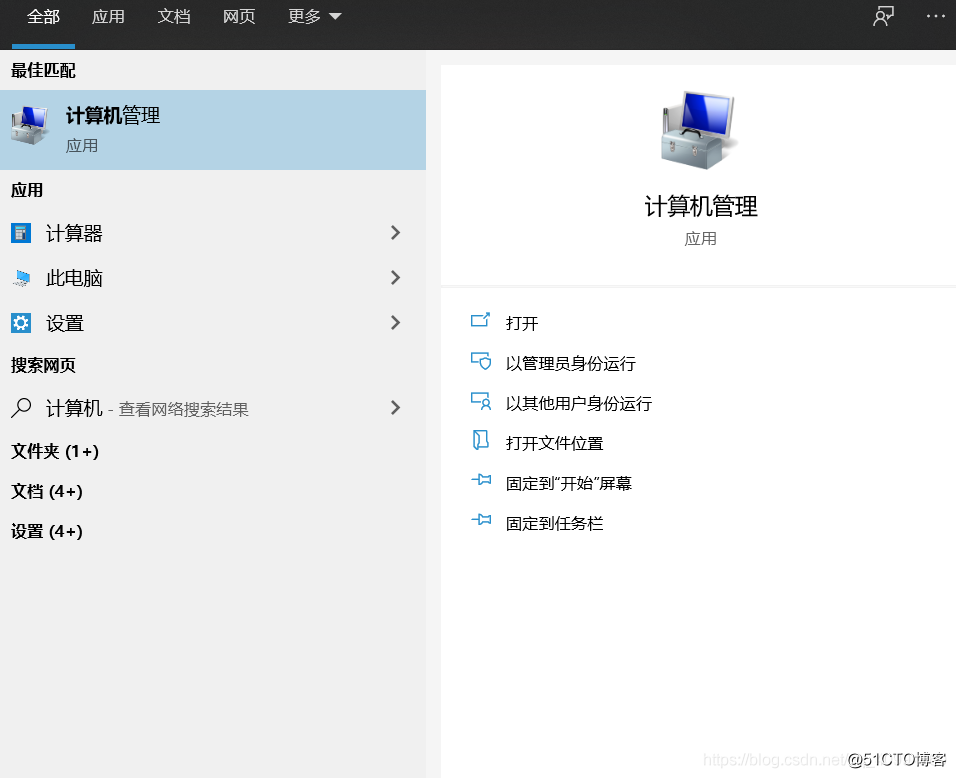 全部 应用 文档 网页 更多
最佳匹配
计算机管理
应用
应用
计算器
此电脑
设置
搜索网页
计算机 - 查看网络搜索结果
文件夹 (1+)
文档 (4+)
设置 (4+)
计算机管理
应用
打开
以管理员身份运行
以其他用户身份运行
打开文件位置
固定到“开始”屏幕
固定到任务栏
https://blog.csdn.net/
@51CTO博客